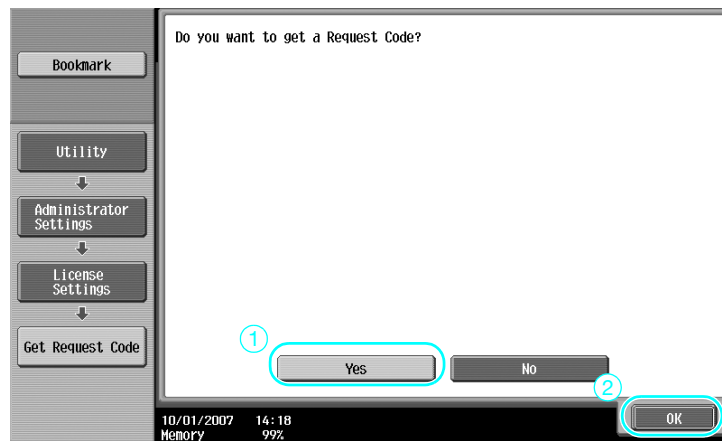 Do you want to get a Request Code?
Bookmark
Utility
Administrator
Settings
License
Settings
Get Request Code
1
Yes
No
2
OK
10/01/2007 14:18
Memory 99%